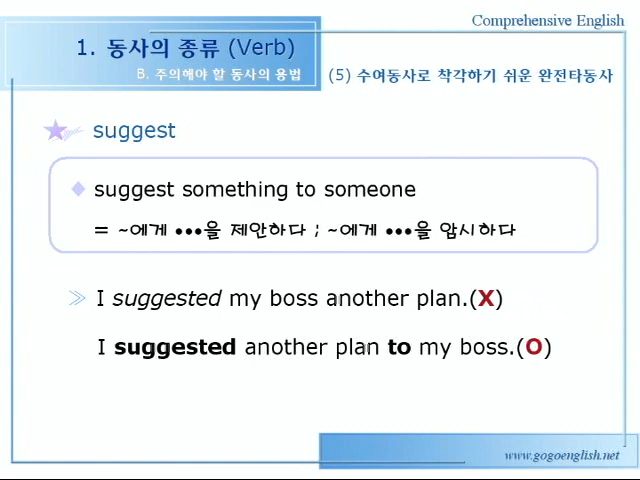 Comprehensive English
1. 동사의 종류 (Verb)
B. 주의해야 할 동사의 용법
(5) 수여동사로 착각하기 쉬운 완전타동사
suggest
suggest something to someone
= ~에게 •••을 제안하다 ; ~에게 •••을 암시하다
I suggested my boss another plan.(X)
I suggested another plan to my boss.(O)
www.gogoenglish.net